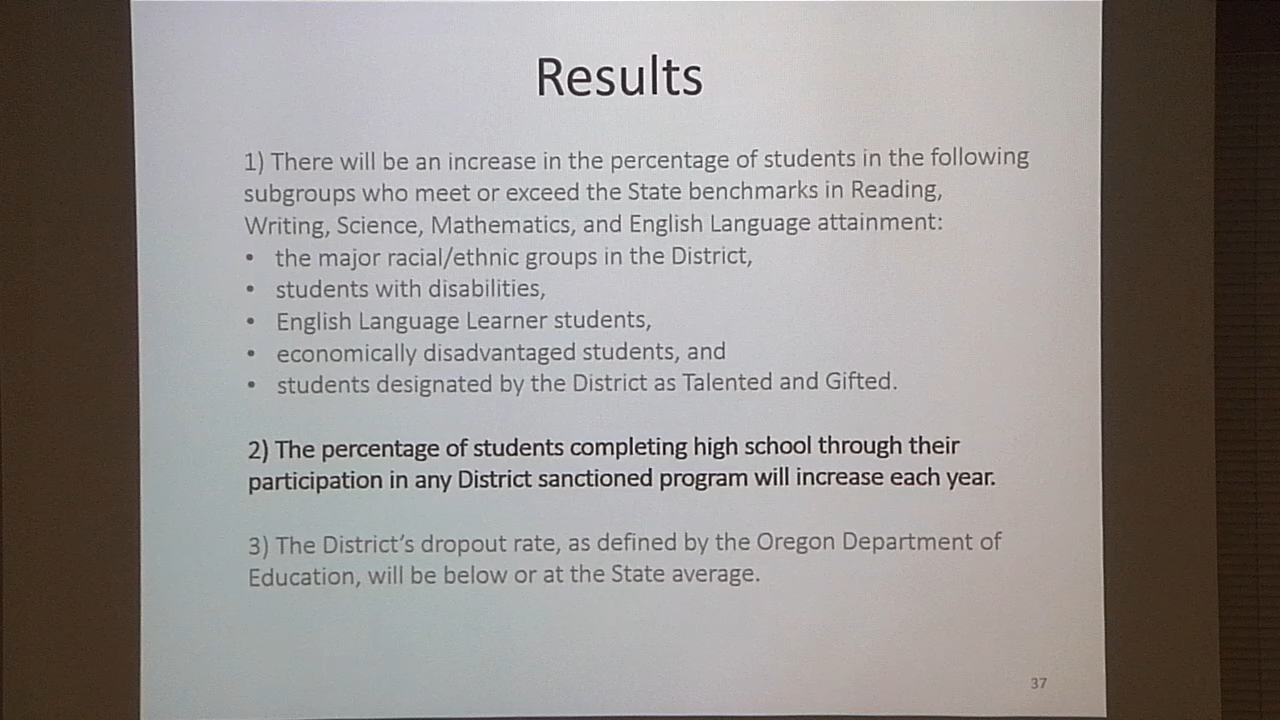 Results
1) There will be an increase in the percentage of students in the following
subgroups who meet or exceed the State benchmarks in Reading,
Writing, Science, Mathematics, and English Language attainment:
• the major racial/ethnic groups in the District,
• students with disabilities,
• English Language Learner students,
• economically disadvantaged students, and
• students designated by the District as Talented and Gifted.
2) The percentage of students completing high school through their
participation in any District sanctioned program will increase each year.
3) The District's dropout rate, as defined by the Oregon Department of
Education, will be below or at the State average.
37